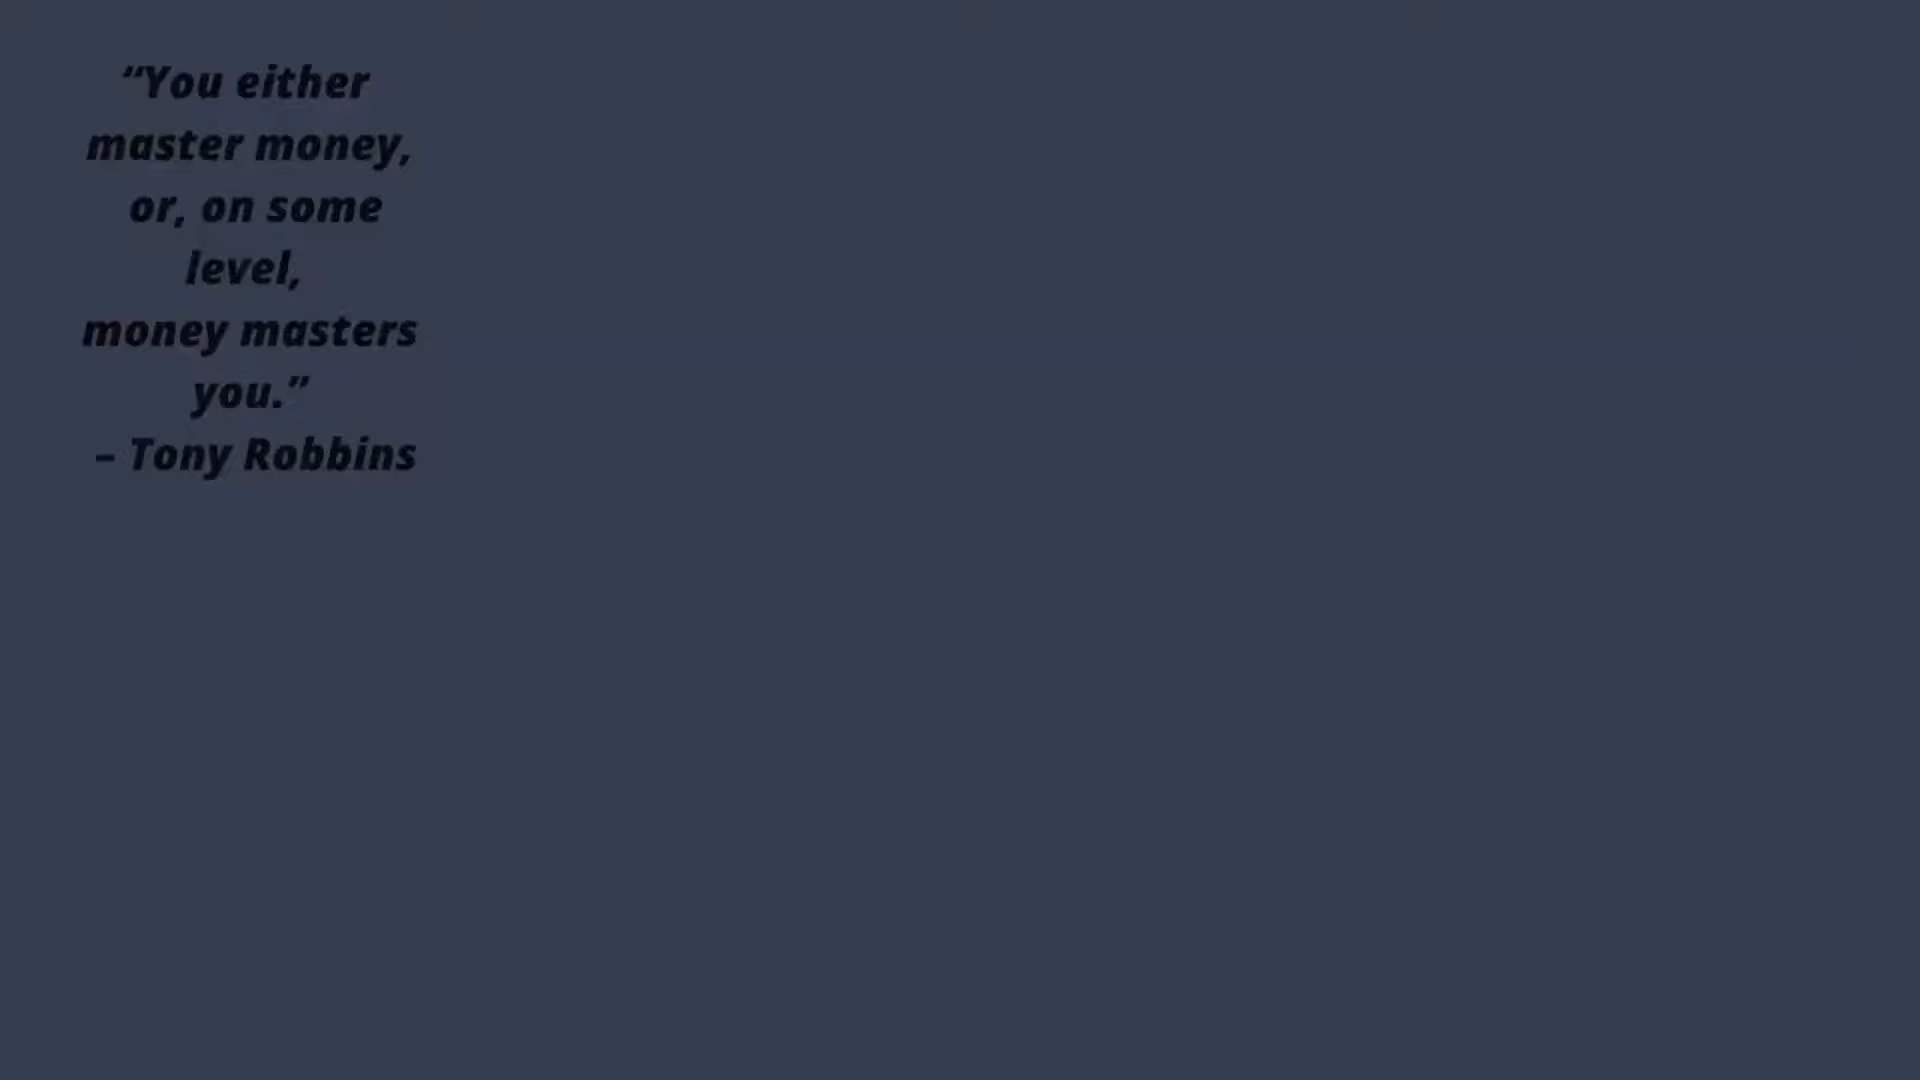 “You either
master money,
or, on some
level,
money masters
you.”
– Tony Robbins